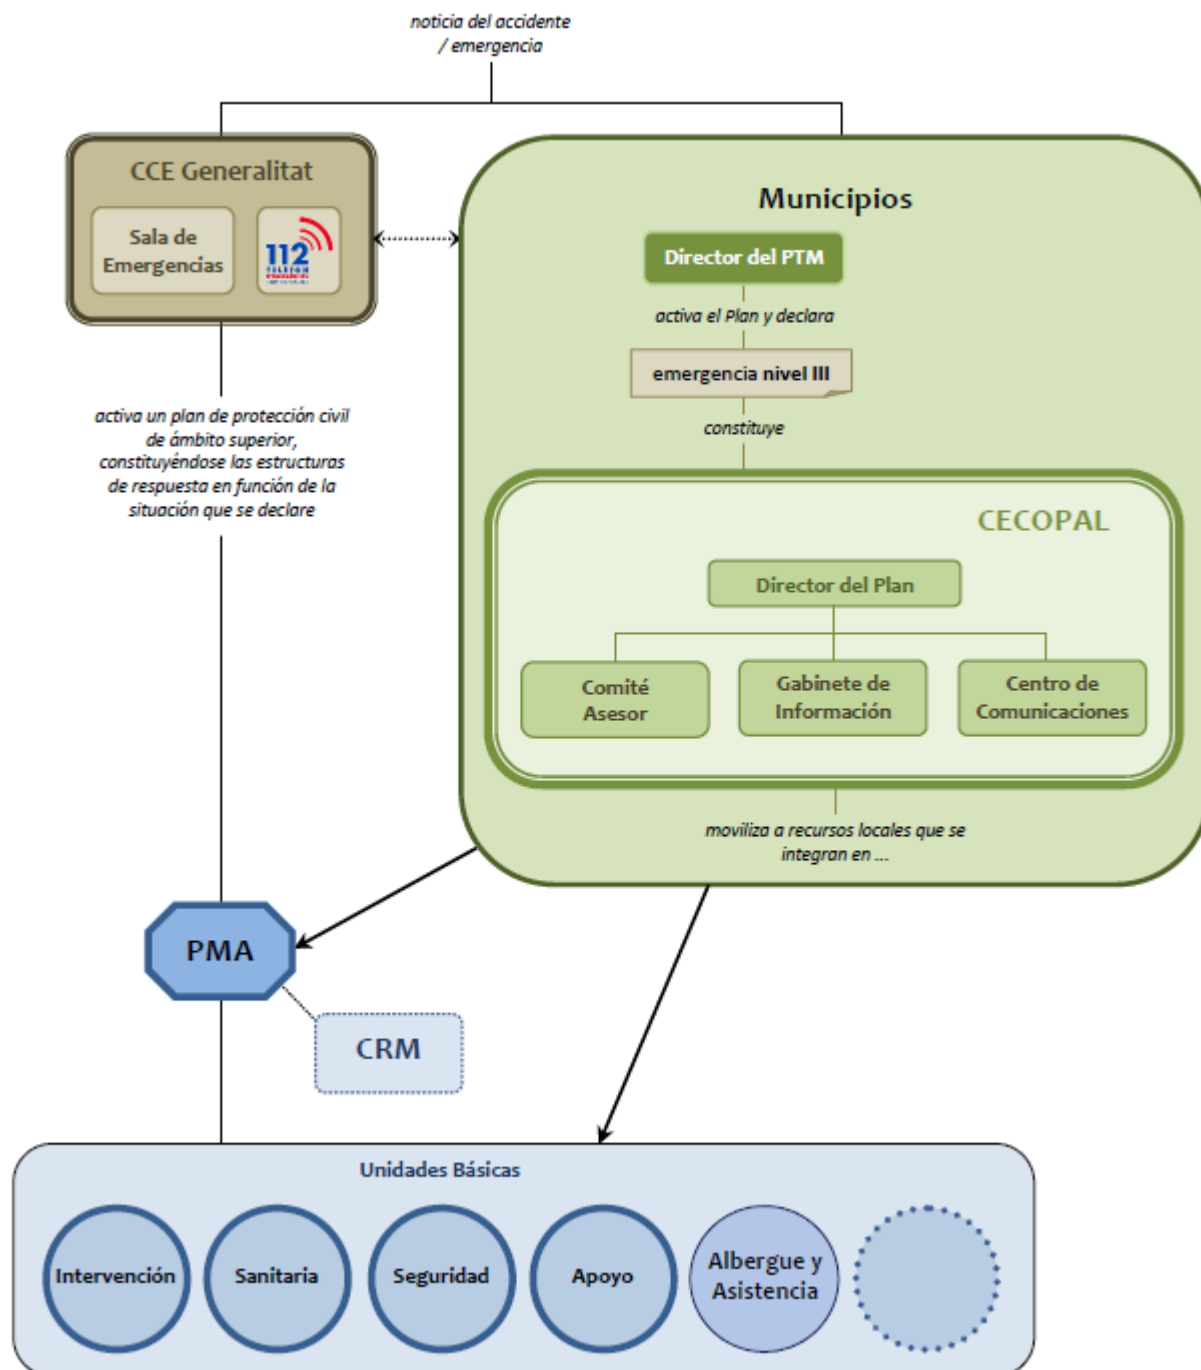 noticia del accidente
/ emergencia
CCE Generalitat
Sala de
Emergencias
112
Municipios
Director del PTM
activa el Plan y declara
emergencia nivel III
constituye
activa un plan de protección civil
de ámbito superior,
constituyéndose las estructuras
de respuesta en función de la
situación que se declare
CECOPAL
Director del Plan
Comité
Asesor
Gabinete de
Información
Centro de
Comunicaciones
moviliza a recursos locales que se
integran en ...
PMA
CRM
Unidades Básicas
Intervención
Sanitaria
Seguridad
Apoyo
Albergue y
Asistencia